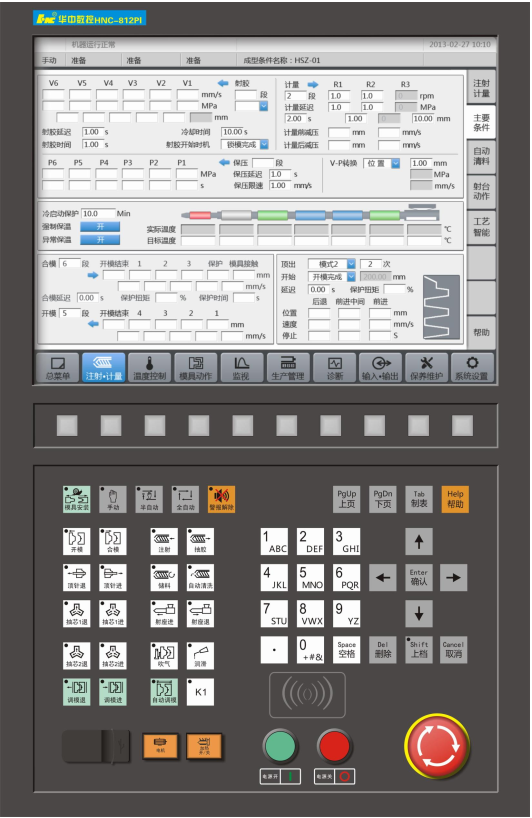 HNC 华中数控HNC-812PI
机器运行正常 2013-02-27 10:10
手动 准备 准备 准备 成型条件名称：HSZ-01
V6 V5 V4 V3 V2 V1 射胶
mm/s 段
MPa
mm
射胶延迟 1.00 s 冷却时间 10.00 s
射胶时间 1.00 s 射胶开始时机 锁模完成
计量 R1 R2 R3
2 段 1.0 1.0 0 rpm
计量延迟 1.0 1.0 0 MPa
2.00 s 1.00 0 10.00 mm
计量前减压 mm mm/s
计量后减压 mm mm/s
P6 P5 P4 P3 P2 P1 保压 段
MPa 保压延迟 1.0 s
s 保压限速 1.00 mm/s
V-P转换 位置 1.00 mm
MPa
mm/s
冷启动保护 10.0 Min
强制保温 开
异常保温 开
实际温度 ℃
目标温度 ℃
合模 6 段 开模结束 1 2 3 保护 模具接触
mm
mm/s
合模延迟 0.00 s 保护扭矩 % 保护时间 s
开模 5 段 开模结束 4 3 2 1
mm
mm/s
顶出 模式2 2 次
开始 开模完成 200.00 mm
延迟 0.00 s 保护扭矩 %
后退 前进中间 前进
位置 mm
速度 mm/s
停止 S
注射
计量
主要
条件
自动
清料
射台
动作
工艺
智能
帮助
总菜单 注射•计量 温度控制 模具动作 监视 生产管理 诊断 输入•输出 保养维护 系统设置
模具安装 手动 半自动 全自动 警报解除
PgUp
上页
PgDn
下页
Tab
制表
Help
帮助
开模 合模 注射 抽胶
顶针退 顶针进 储料 自动清洗
抽芯1退 抽芯1进 射座进 射座退
抽芯2退 抽芯2进 吹气 润滑
调模退 调模进 自动调模 K1
1 ABC 2 DEF 3 GHI
4 JKL 5 MNO 6 PQR
Enter
确认
7 STU 8 VWX 9 YZ
· 0 +#&
Space
空格
Del
删除
Shift
上档
Cancel
取消
电机
加热
开/关
电源开
电源关